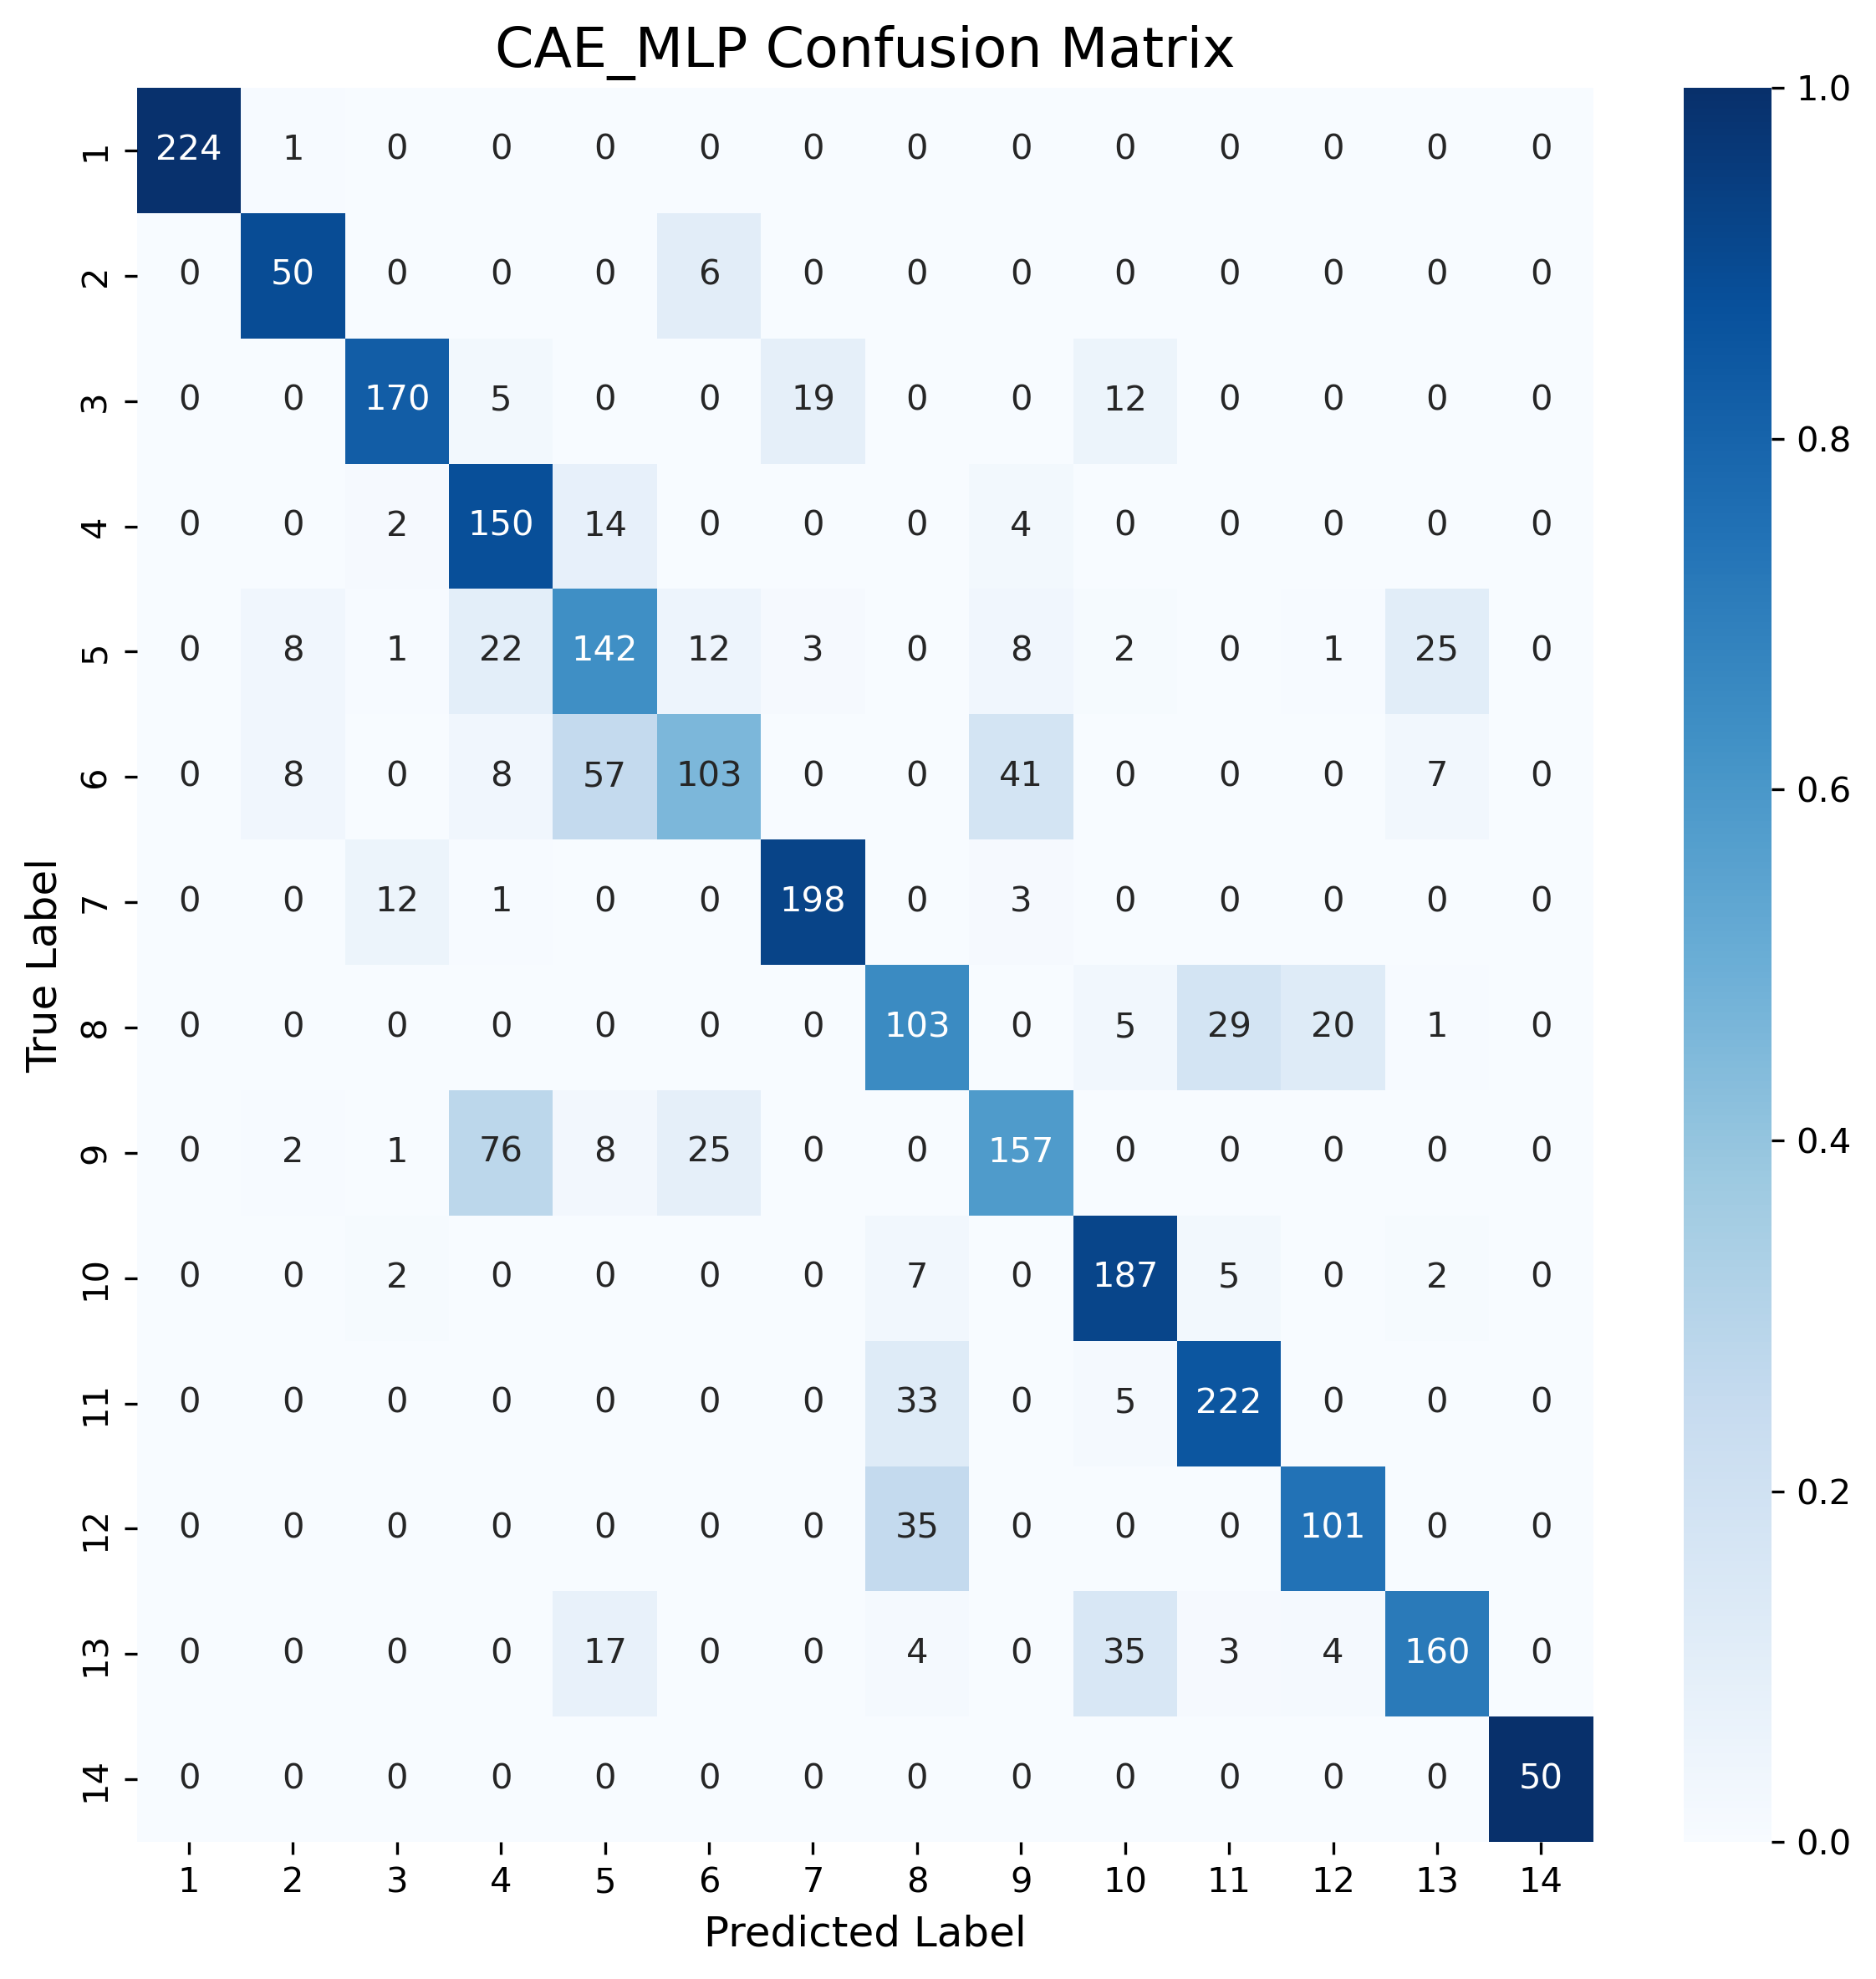 CAE_MLP Confusion Matrix
1 224 1 0 0 0 0 0 0 0 0 0 0 0 0
2 0 50 0 0 0 6 0 0 0 0 0 0 0 0
3 0 0 170 5 0 0 19 0 0 12 0 0 0 0
4 0 0 2 150 14 0 0 0 4 0 0 0 0 0
5 0 8 1 22 142 12 3 0 8 2 0 1 25 0
6 0 8 0 8 57 103 0 0 41 0 0 0 7 0
7 0 0 12 1 0 0 198 0 3 0 0 0 0 0
8 0 0 0 0 0 0 0 103 0 5 29 20 1 0
9 0 2 1 76 8 25 0 0 157 0 0 0 0 0
10 0 0 2 0 0 0 0 7 0 187 5 0 2 0
11 0 0 0 0 0 0 0 33 0 5 222 0 0 0
12 0 0 0 0 0 0 0 35 0 0 0 101 0 0
13 0 0 0 0 17 0 0 4 0 35 3 4 160 0
14 0 0 0 0 0 0 0 0 0 0 0 0 0 50
1 2 3 4 5 6 7 8 9 10 11 12 13 14
Predicted Label
True Label
1.0
0.8
0.6
0.4
0.2
0.0